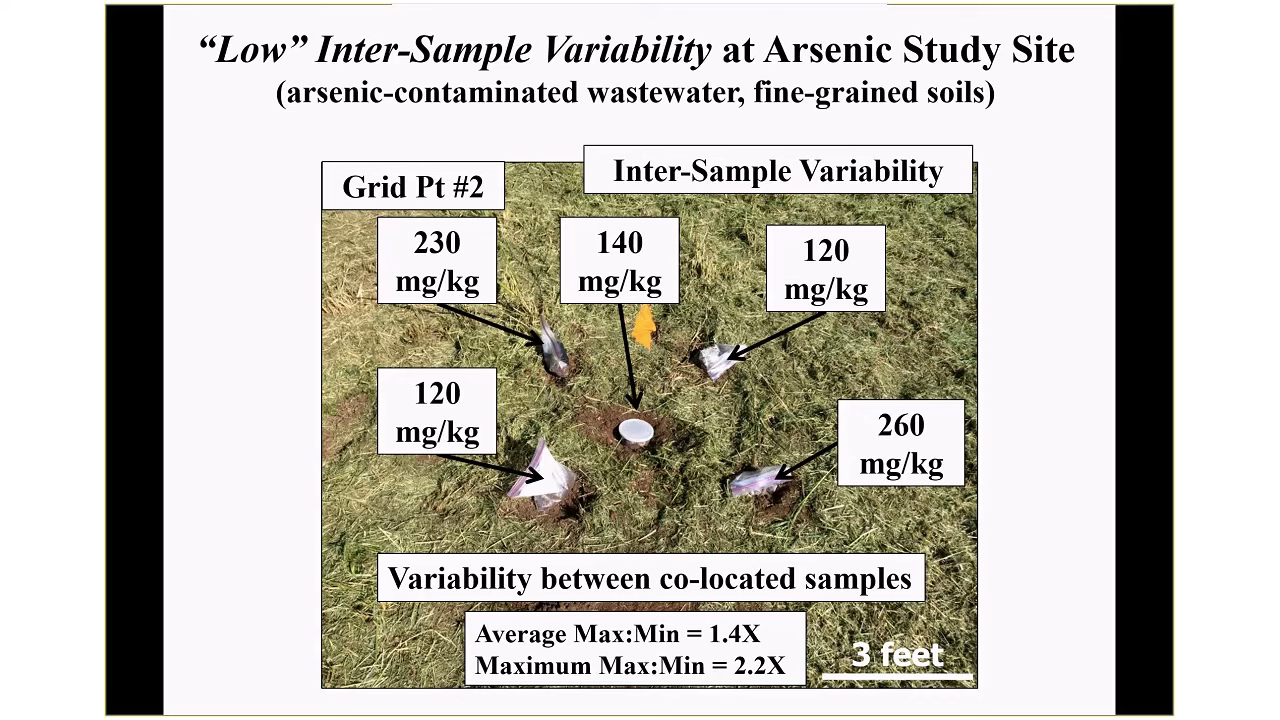 “Low” Inter-Sample Variability at Arsenic Study Site
(arsenic-contaminated wastewater, fine-grained soils)
Inter-Sample Variability
Grid Pt #2
230
mg/kg
140
mg/kg
120
mg/kg
120
mg/kg
260
mg/kg
Variability between co-located samples
Average Max:Min = 1.4X
Maximum Max:Min = 2.2X
3 feet